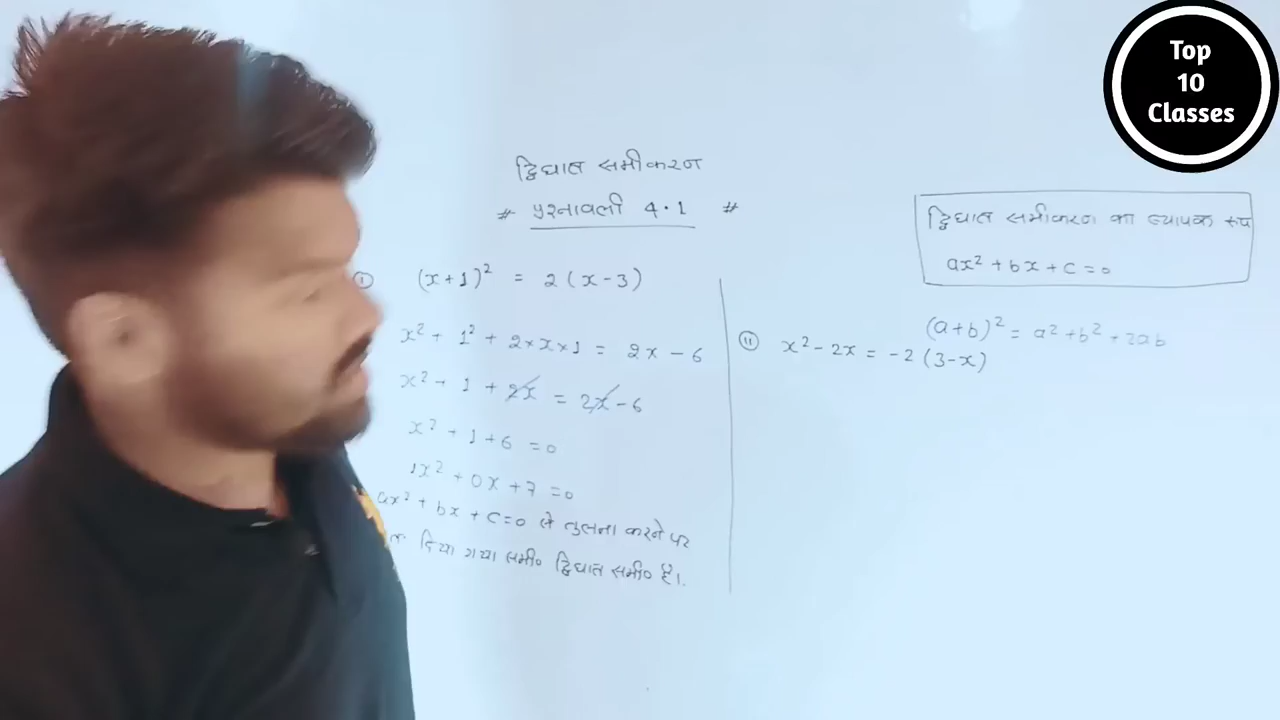 Top
10
Classes
द्विघात समीकरण
# प्रश्नावली 4.1 #
द्विघात समीकरण का व्यापक रूप
ax² + bx + c = 0
① (x+1)² = 2(x-3)
x² + 1² + 2×x×1 = 2x - 6
x² + 1 + 2x = 2x - 6
x² + 1 + 6 = 0
1x² + 0x + 7 = 0
ax² + bx + c = 0 से तुलना करने पर
दिया गया समी० द्विघात समी० है।
(a+b)² = a² + b² + 2ab
⑪ x² - 2x = -2(3-x)